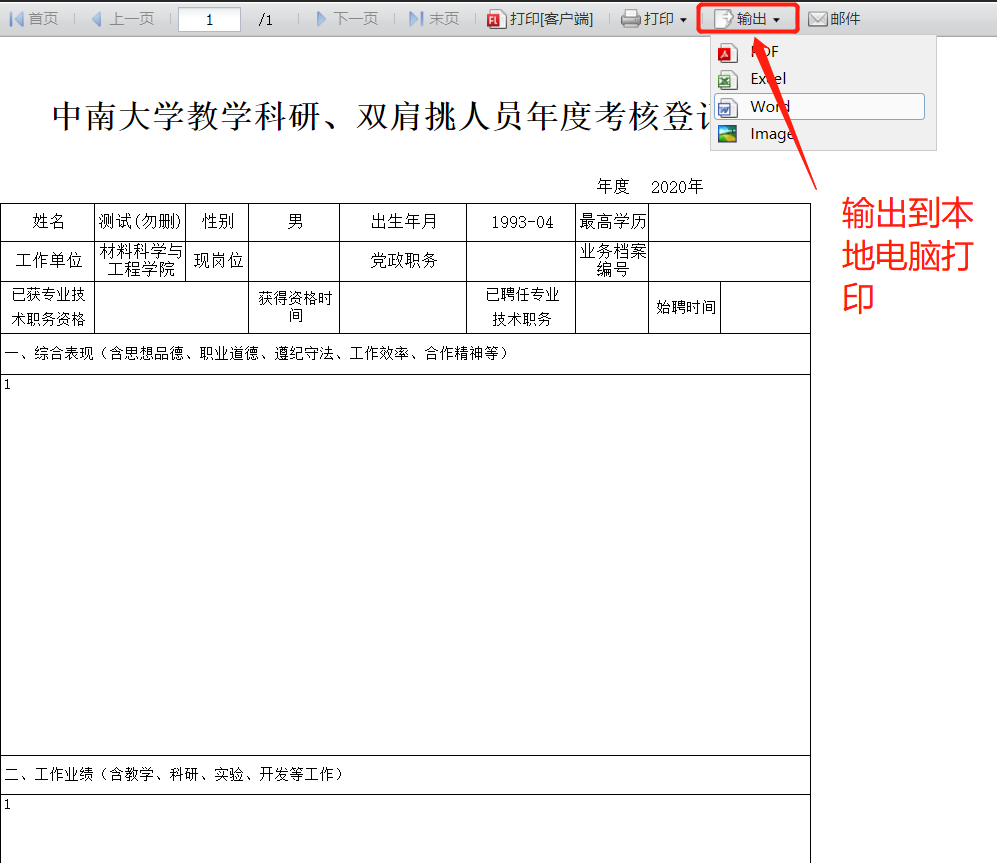 首页 上一页 1 /1 下一页 末页 打印[客户端] 打印 输出 邮件
PDF
Excel
Word
Image
中南大学教学科研、双肩挑人员年度考核登
年度 2020年
输出到本
地电脑打
印
姓名 测试(勿删) 性别 男 出生年月 1993-04 最高学历
工作单位 材料科学与
工程学院 现岗位 党政职务 业务档案
编号
已获专业技
术职务资格 获得资格时
间 已聘任专业
技术职务 始聘时间
一、综合表现（含思想品德、职业道德、遵纪守法、工作效率、合作精神等）
1
二、工作业绩（含教学、科研、实验、开发等工作）
1